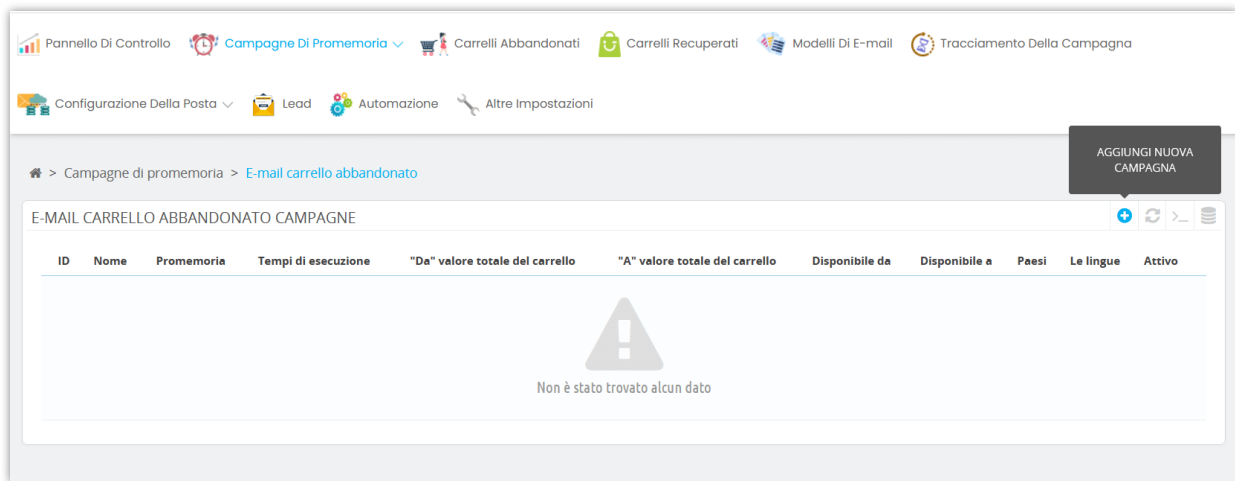 Pannello Di Controllo Campagne Di Promemoria Carrelli Abbandonati Carrelli Recuperati Modelli Di E-mail Tracciamento Della Campagna
Configurazione Della Posta Lead Automazione Altre Impostazioni
AGGIUNGI NUOVA
CAMPAGNA
> Campagne di promemoria > E-mail carrello abbandonato
E-MAIL CARRELLO ABBANDONATO CAMPAGNE
ID Nome Promemoria Tempi di esecuzione "Da" valore totale del carrello "A" valore totale del carrello Disponibile da Disponibile a Paesi Le lingue Attivo
Non è stato trovato alcun dato